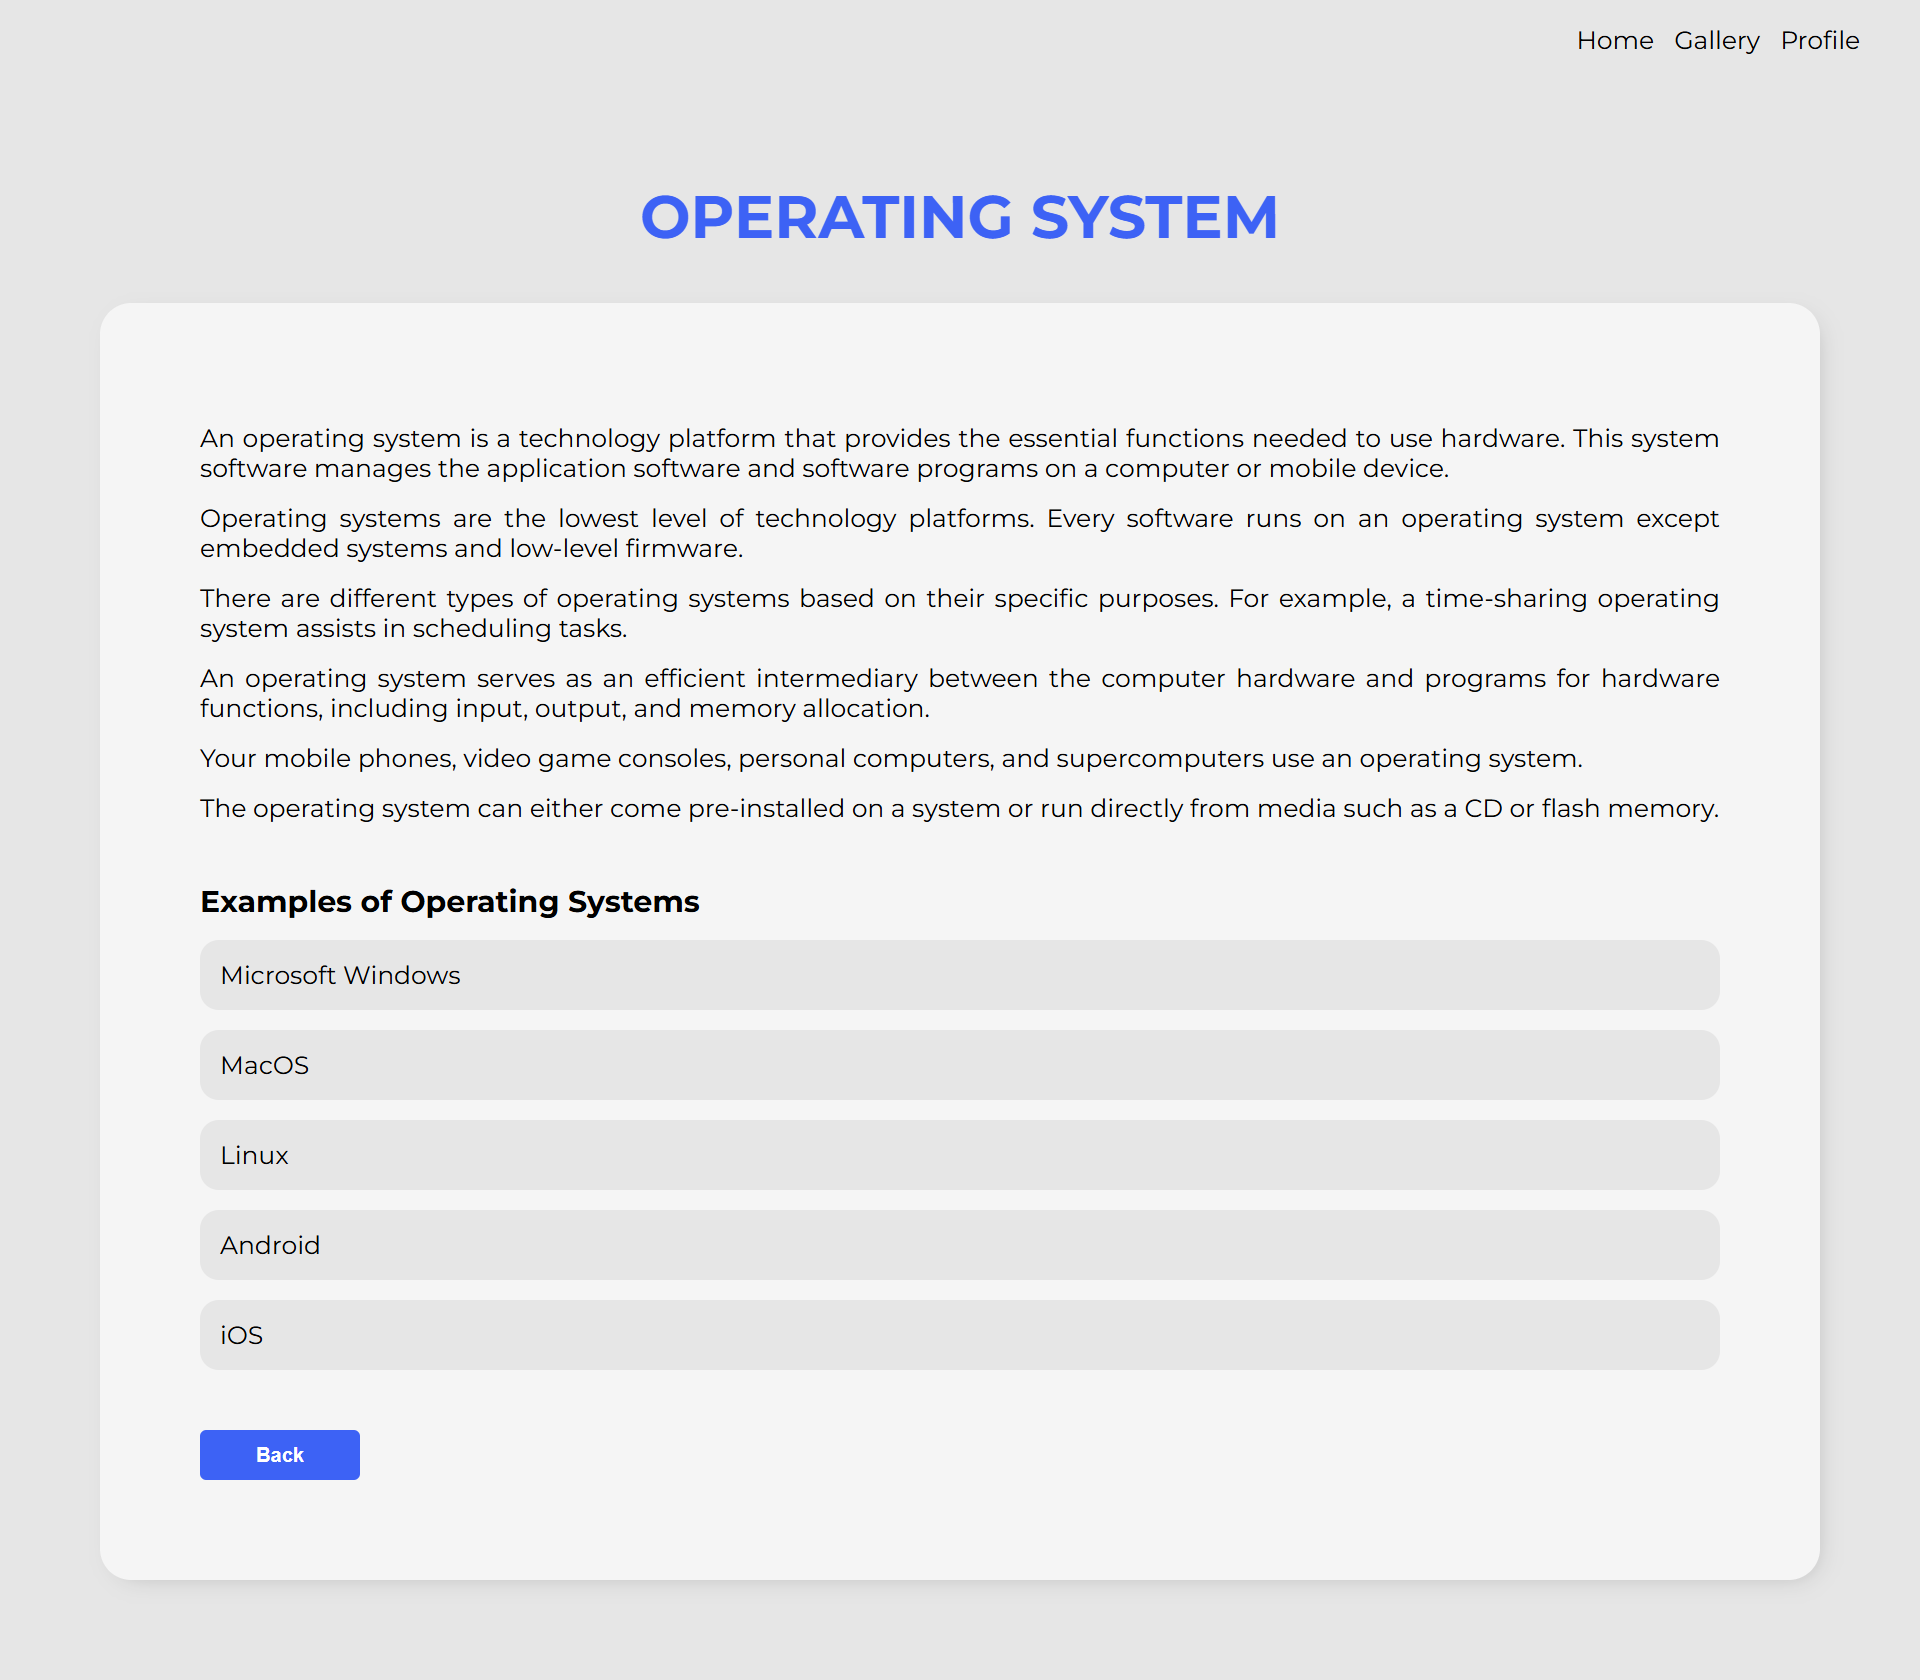 Home Gallery Profile
OPERATING SYSTEM
An operating system is a technology platform that provides the essential functions needed to use hardware. This system
software manages the application software and software programs on a computer or mobile device.
Operating systems are the lowest level of technology platforms. Every software runs on an operating system except
embedded systems and low-level firmware.
There are different types of operating systems based on their specific purposes. For example, a time-sharing operating
system assists in scheduling tasks.
An operating system serves as an efficient intermediary between the computer hardware and programs for hardware
functions, including input, output, and memory allocation.
Your mobile phones, video game consoles, personal computers, and supercomputers use an operating system.
The operating system can either come pre-installed on a system or run directly from media such as a CD or flash memory.
Examples of Operating Systems
Microsoft Windows
MacOS
Linux
Android
iOS
Back